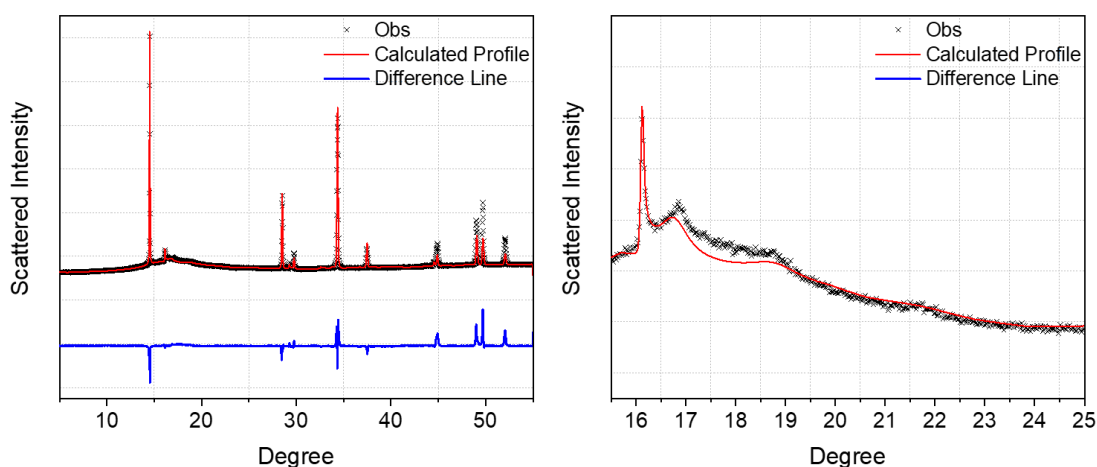 Scattered Intensity
Obs
Calculated Profile
Difference Line
10 20 30 40 50
Degree
Scattered Intensity
Obs
Calculated Profile
Difference Line
16 17 18 19 20 21 22 23 24 25
Degree